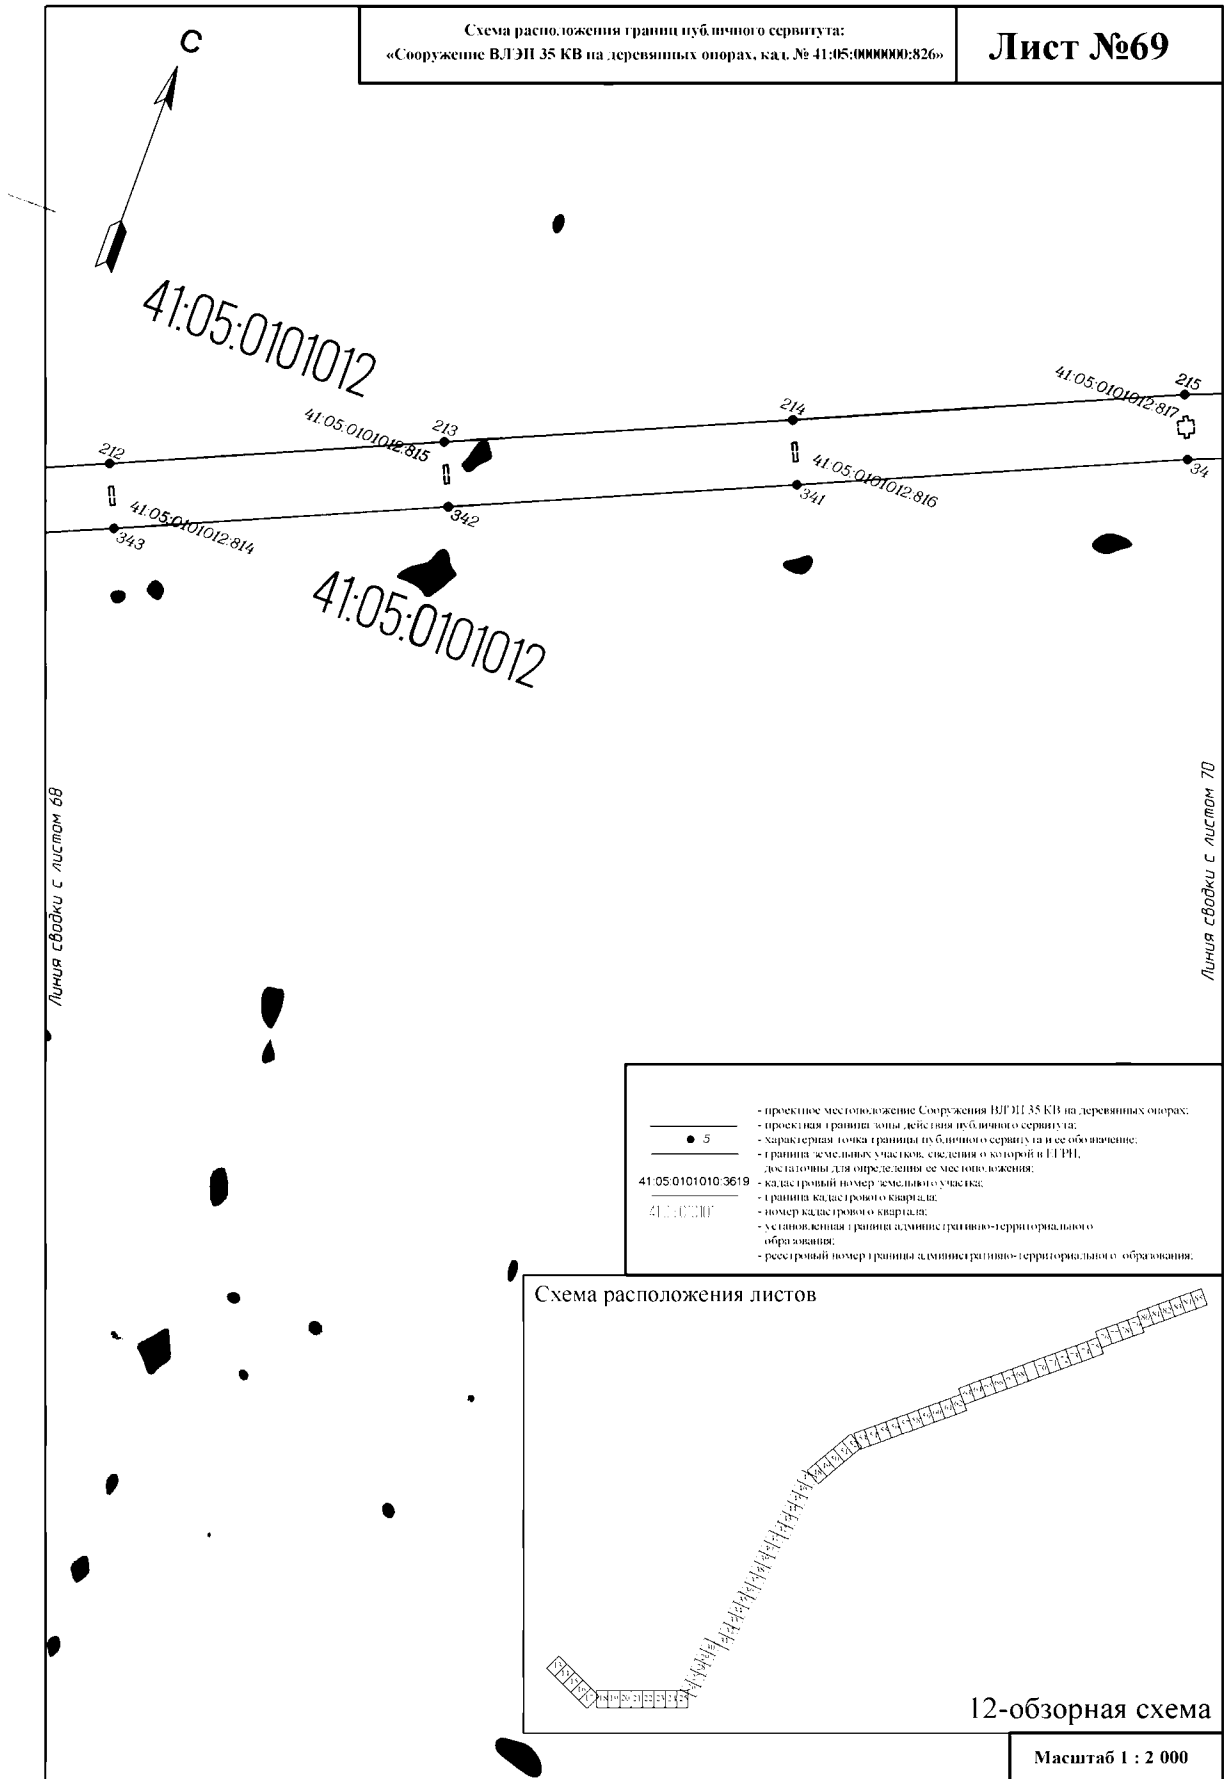 Схема расположения границ публичного сервитута:
«Сооружение ВЛЭП 35 КВ на деревянных опорах, кад. № 41:05:0000000:826»
Лист №69
С
41:05:0101012
41:05:0101012:817
215
214
41:05:0101012:815
213
212
34
41:05:0101012:816
341
342
41:05:0101012:814
343
41:05:0101012
Линия сводки с листом 68
Линия сводки с листом 70
- проектное местоположение Сооружения ВЛЭП 35 КВ на деревянных опорах;
- проектная граница зоны действия публичного сервитута;
5 - характерная точка границы публичного сервитута и ее обозначение;
- граница земельных участков, сведения о которой в ЕГРН,
достаточны для определения ее местоположения;
41:05:0101010:3619 - кадастровый номер земельного участка;
- граница кадастрового квартала;
- номер кадастрового квартала;
- установленная граница административно-территориального
образования;
- реестровый номер границы административно-территориального образования;
Схема расположения листов
12-обзорная схема
Масштаб 1 : 2 000